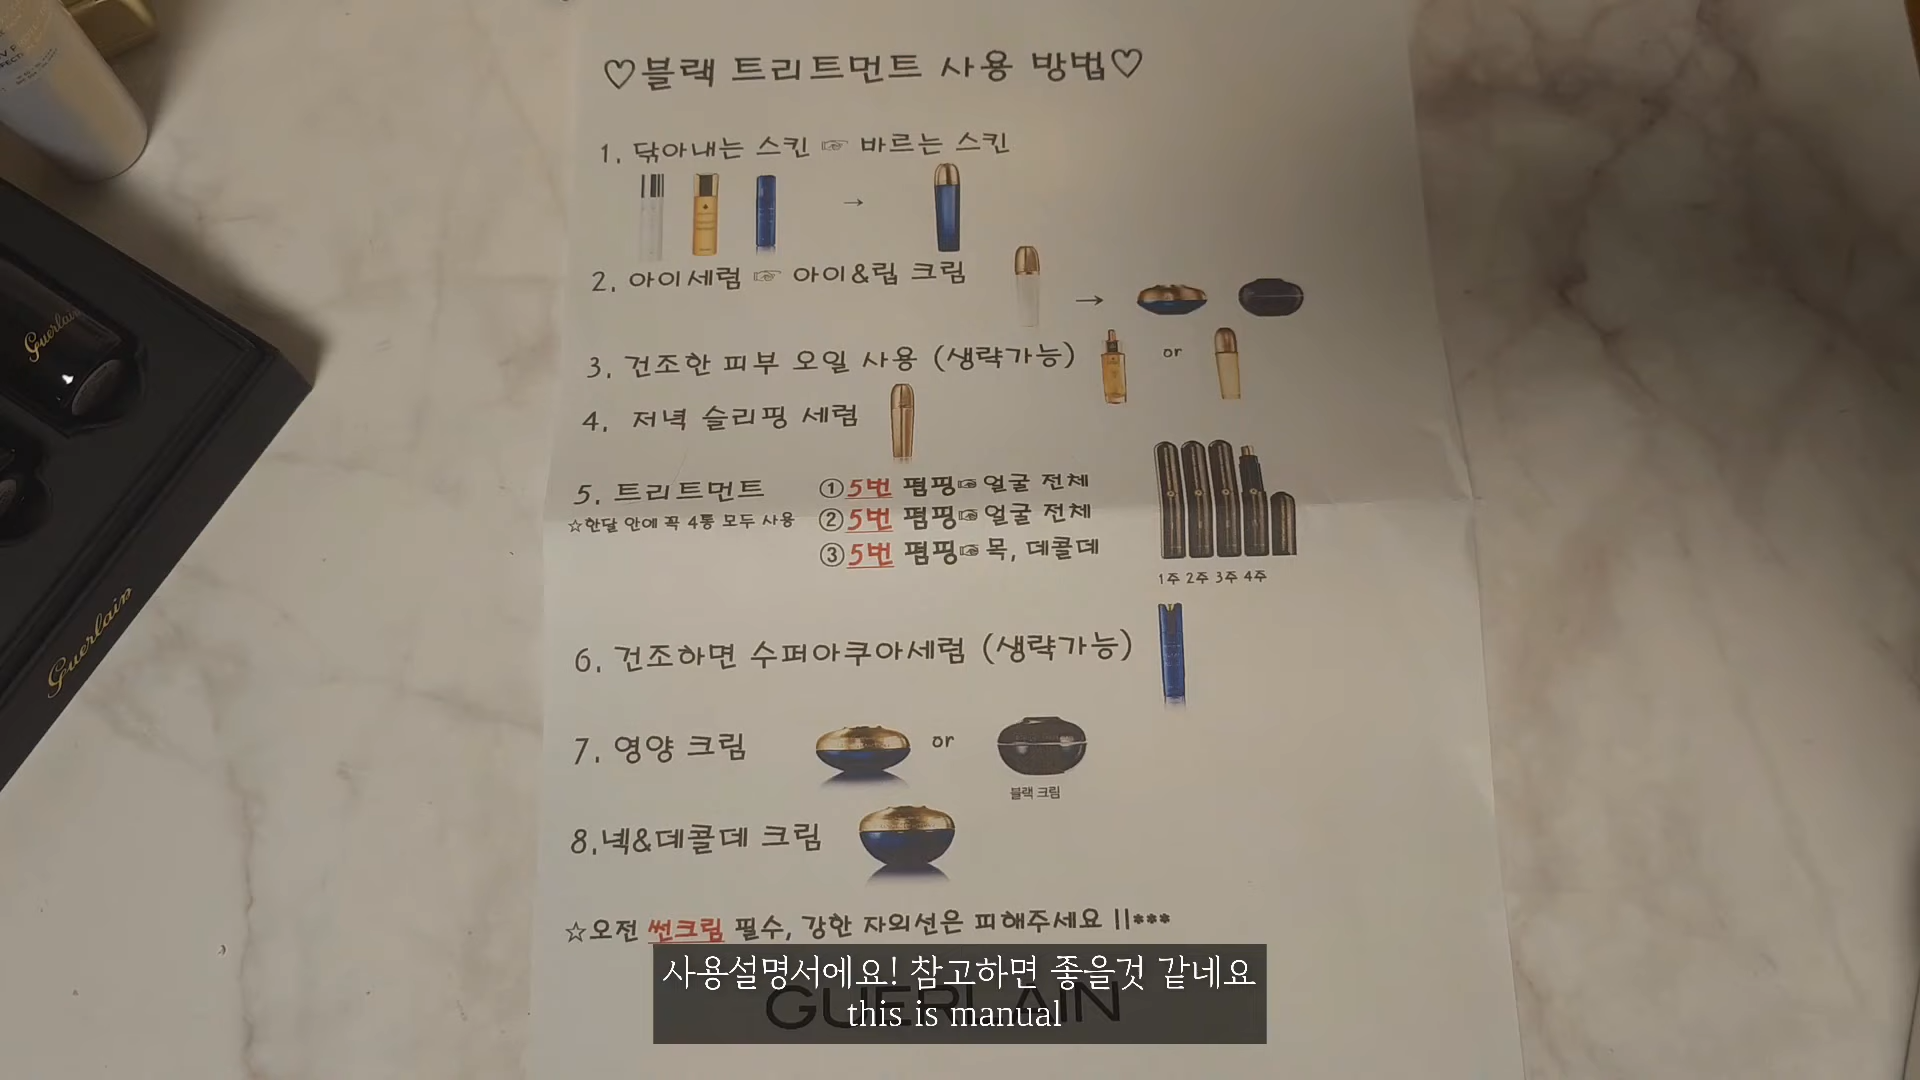 ♡블랙 트리트먼트 사용 방법♡
1. 닦아내는 스킨 ☞ 바르는 스킨
→
2. 아이세럼 ☞ 아이&립 크림
→
3. 건조한 피부 오일 사용 (생략가능)
or
4. 저녁 슬리핑 세럼
5. 트리트먼트
☆한달 안에 꼭 4통 모두 사용
①5번 펌핑☞얼굴 전체
②5번 펌핑☞얼굴 전체
③5번 펌핑☞목, 데콜데
1주 2주 3주 4주
6. 건조하면 수퍼아쿠아세럼 (생략가능)
7. 영양 크림
or
블랙 크림
8.넥&데콜데 크림
☆오전 썬크림 필수, 강한 자외선은 피해주세요 ||***
GUERLAIN
사용설명서에요! 참고하면 좋을것 같네요
this is manual
Guerlain
Guerlain